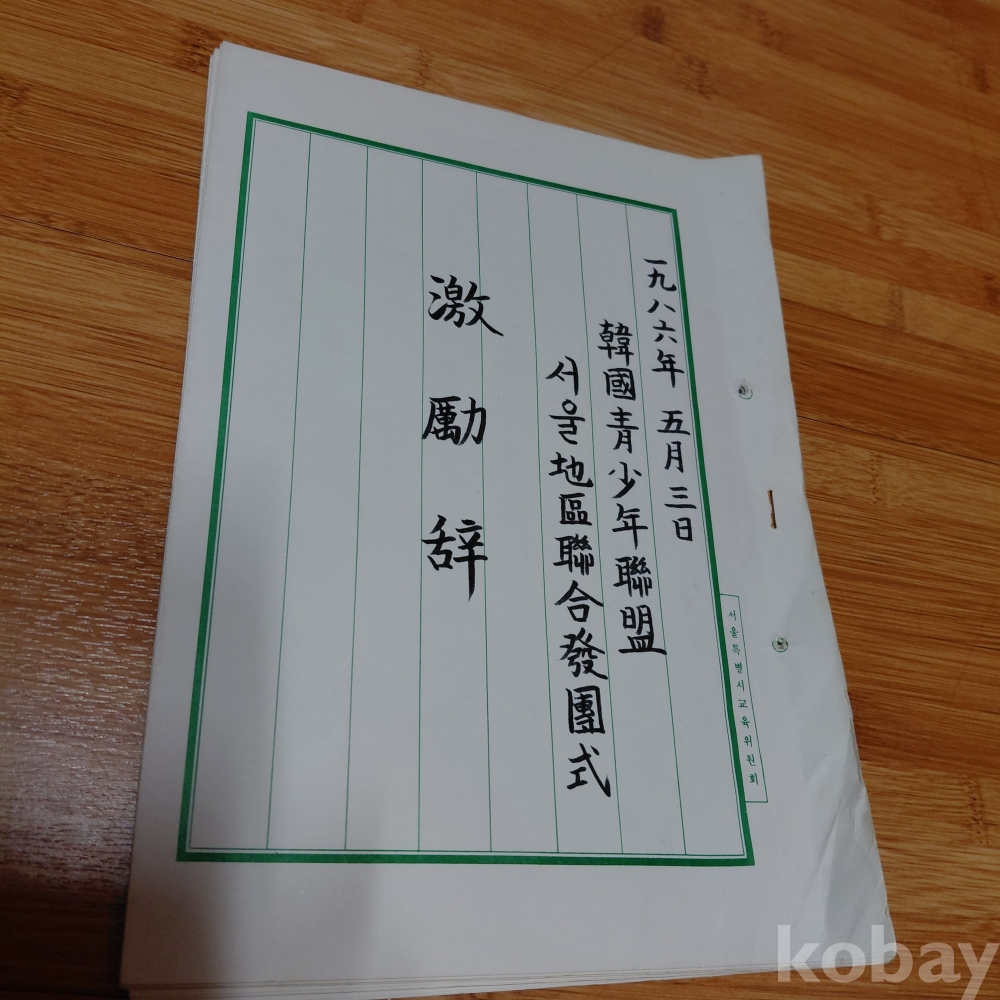 一九八六年 五月 三日
韓國青少年聯盟
서울地區聯合發團式
激勵辞
서울특별시교육위원회
kobay